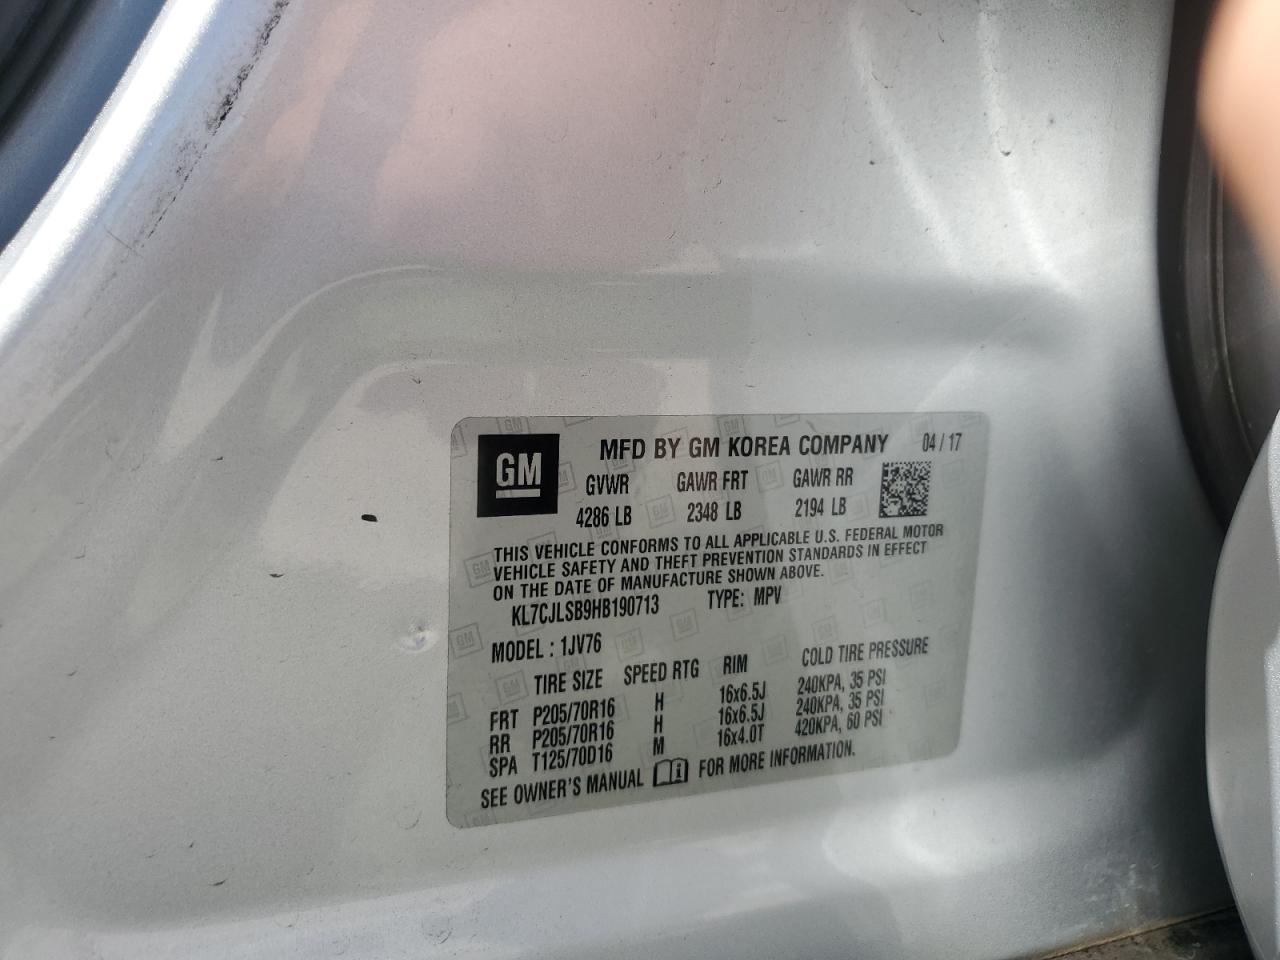 GM
MFD BY GM KOREA COMPANY 04 / 17
GVWR GAWR FRT GAWR RR
4286 LB 2348 LB 2194 LB
THIS VEHICLE CONFORMS TO ALL APPLICABLE U.S. FEDERAL MOTOR
VEHICLE SAFETY AND THEFT PREVENTION STANDARDS IN EFFECT
ON THE DATE OF MANUFACTURE SHOWN ABOVE.
KL7CJLSB9HB190713 TYPE: MPV
MODEL : 1JV76
TIRE SIZE SPEED RTG RIM COLD TIRE PRESSURE
FRT P205/70R16 H 16x6.5J 240KPA, 35 PSI
RR P205/70R16 H 16x6.5J 240KPA, 35 PSI
SPA T125/70D16 M 16x4.0T 420KPA, 60 PSI
SEE OWNER'S MANUAL FOR MORE INFORMATION.